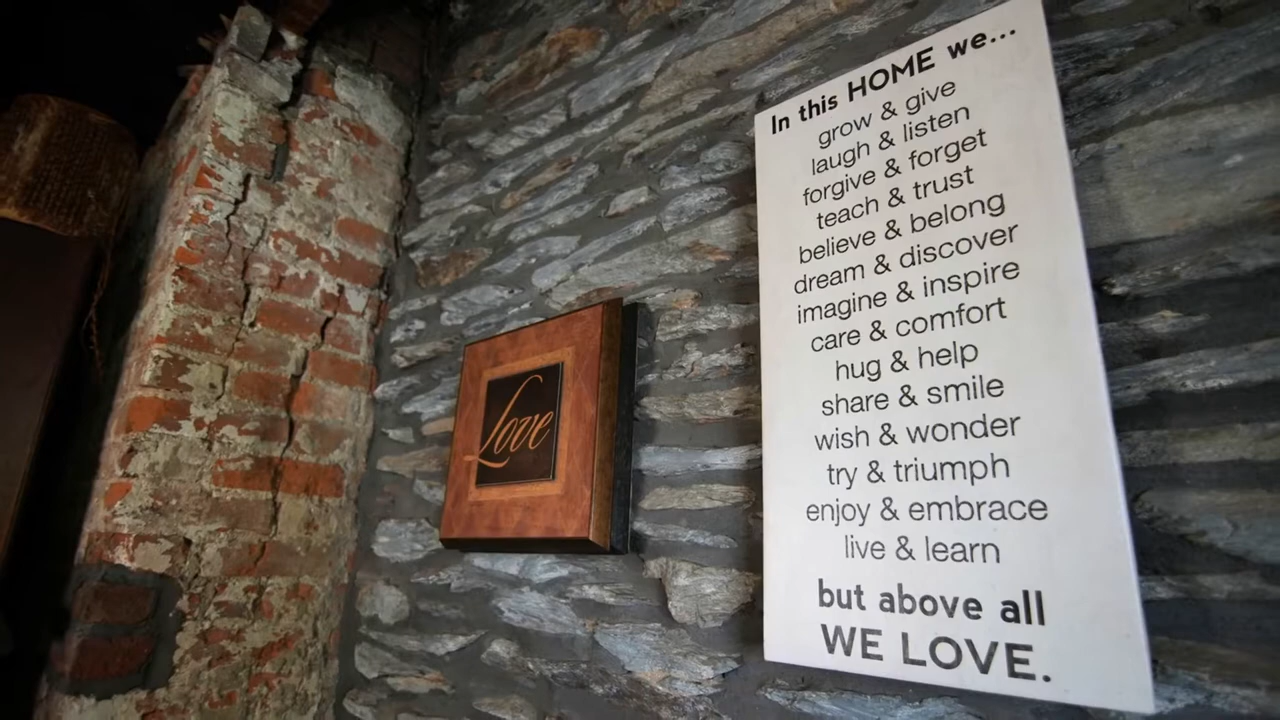 Love
In this HOME we...
grow & give
laugh & listen
forgive & forget
teach & trust
believe & belong
dream & discover
imagine & inspire
care & comfort
hug & help
share & smile
wish & wonder
try & triumph
enjoy & embrace
live & learn
but above all
WE LOVE.